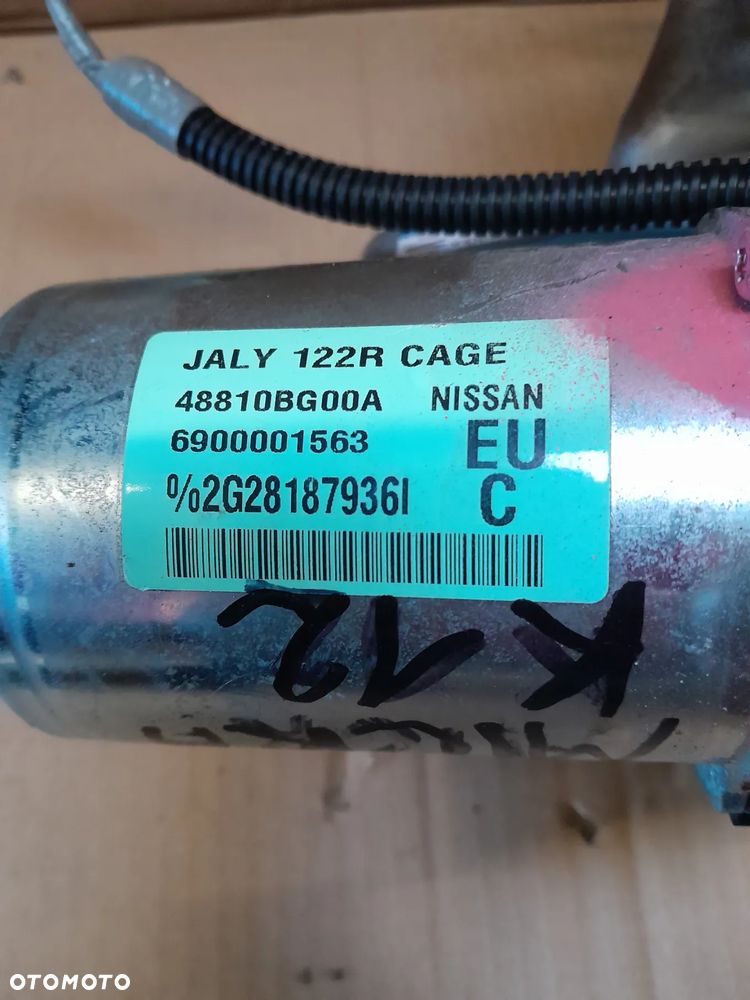 JALY 122R CAGE
48810BG00A NISSAN
6900001563 EU
%2G28187936I C
K12
OTOMOTO